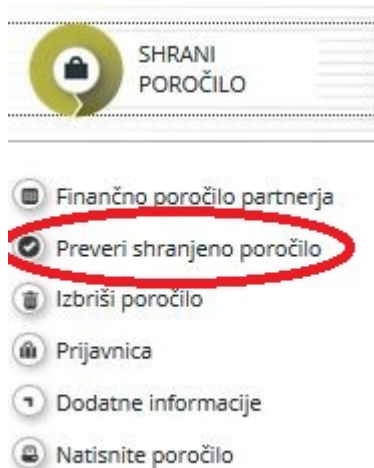 SHRANI
POROČILO
Finančno poročilo partnerja
Preveri shranjeno poročilo
Izbriši poročilo
Prijavnica
Dodatne informacije
Natisnite poročilo